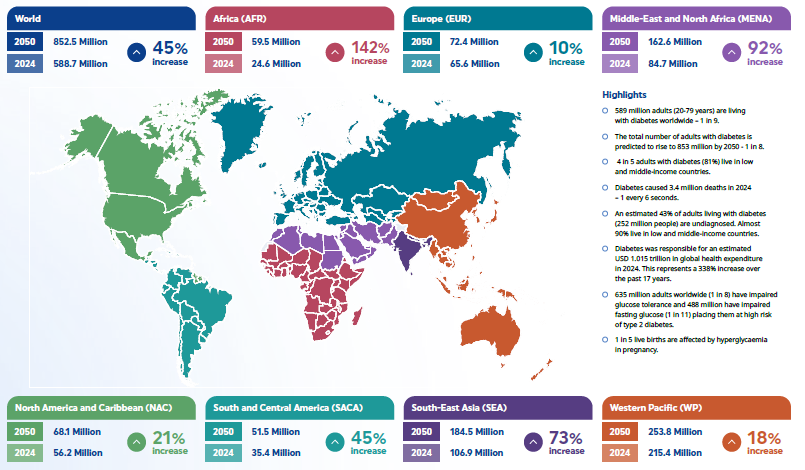 World
2050 852.5 Million
2024 588.7 Million
45%
increase
Africa (AFR)
2050 59.5 Million
2024 24.6 Million
142%
increase
Europe (EUR)
2050 72.4 Million
2024 65.6 Million
10%
increase
Middle-East and North Africa (MENA)
2050 162.6 Million
2024 84.7 Million
92%
increase
Highlights
589 million adults (20-79 years) are living
with diabetes worldwide – 1 in 9.
The total number of adults with diabetes is
predicted to rise to 853 million by 2050 - 1 in 8.
4 in 5 adults with diabetes (81%) live in low
and middle-income countries.
Diabetes caused 3.4 million deaths in 2024
– 1 every 6 seconds.
An estimated 43% of adults living with diabetes
(252 million people) are undiagnosed. Almost
90% live in low and middle-income countries.
Diabetes was responsible for an estimated
USD 1.015 trillion in global health expenditure
in 2024. This represents a 338% increase over
the past 17 years.
635 million adults worldwide (1 in 8) have impaired
glucose tolerance and 488 million have impaired
fasting glucose (1 in 11) placing them at high risk
of type 2 diabetes.
1 in 5 live births are affected by hyperglycaemia
in pregnancy.
North America and Caribbean (NAC)
2050 68.1 Million
2024 56.2 Million
21%
increase
South and Central America (SACA)
2050 51.5 Million
2024 35.4 Million
45%
increase
South-East Asia (SEA)
2050 184.5 Million
2024 106.9 Million
73%
increase
Western Pacific (WP)
2050 253.8 Million
2024 215.4 Million
18%
increase